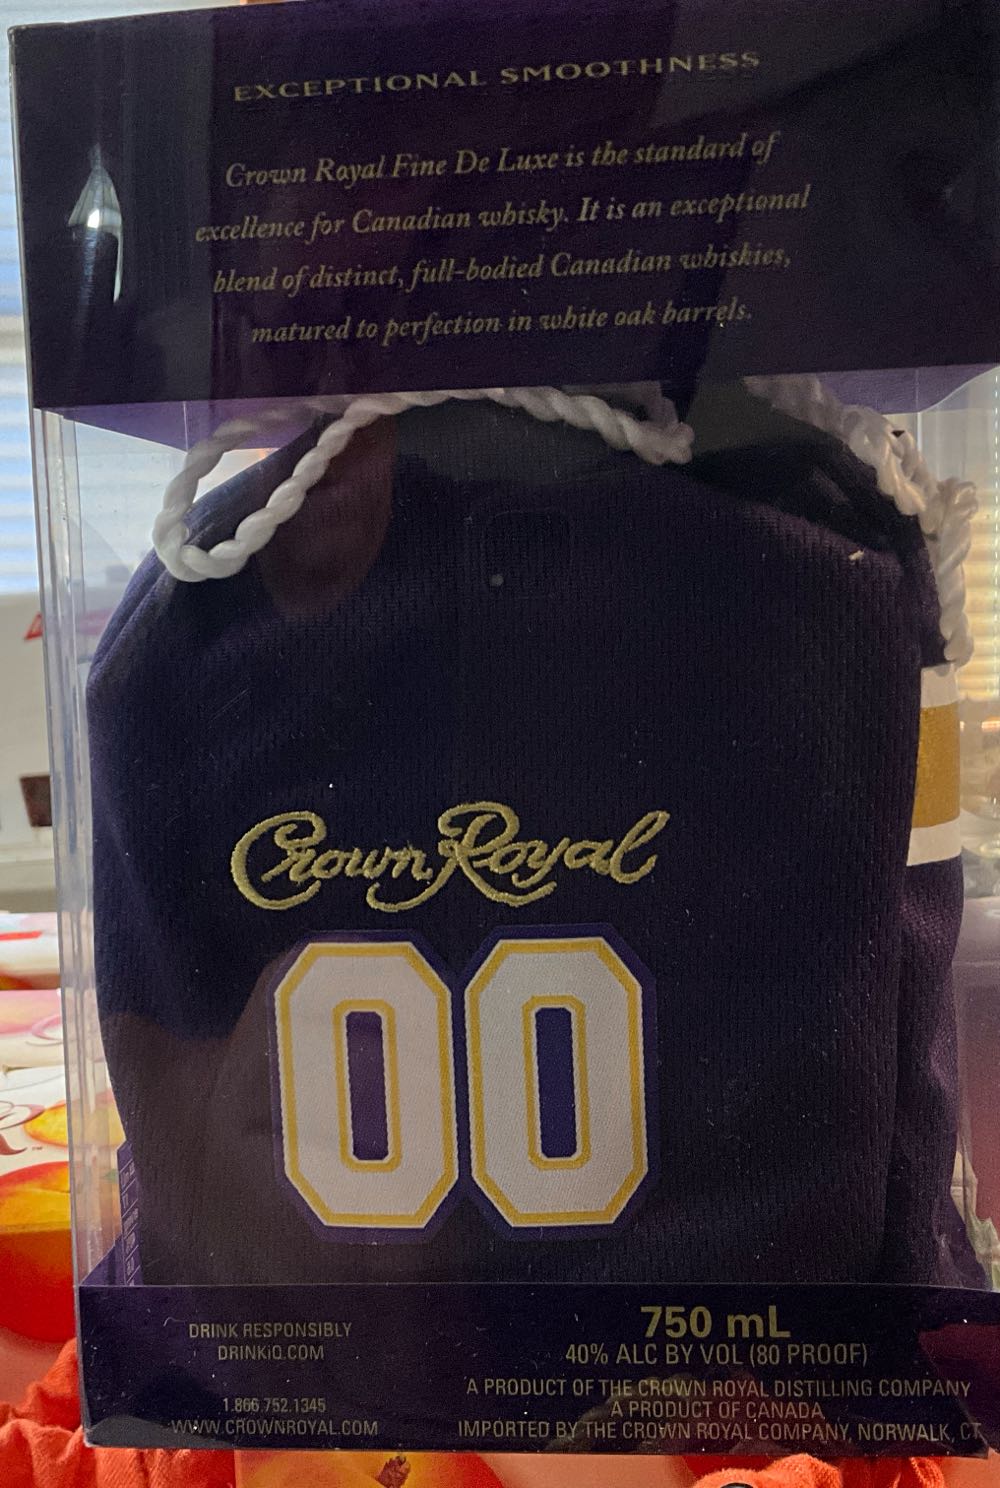 EXCEPTIONAL SMOOTHNESS
Crown Royal Fine De Luxe is the standard of
excellence for Canadian whisky. It is an exceptional
blend of distinct, full-bodied Canadian whiskies,
matured to perfection in white oak barrels.
Crown Royal
00
DRINK RESPONSIBLY
DRINKiQ.COM
1.866.752.1345
WWW.CROWNROYAL.COM
750 mL
40% ALC BY VOL (80 PROOF)
A PRODUCT OF THE CROWN ROYAL DISTILLING COMPANY
A PRODUCT OF CANADA
IMPORTED BY THE CROWN ROYAL COMPANY, NORWALK, CT